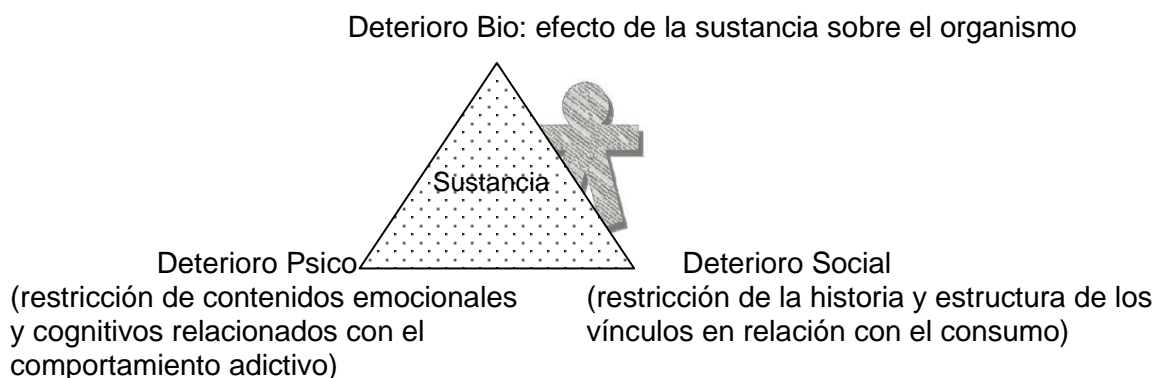 Deterioro Bio: efecto de la sustancia sobre el organismo
Sustancia
Deterioro Psico
(restricción de contenidos emocionales
y cognitivos relacionados con el
comportamiento adictivo)
Deterioro Social
(restricción de la historia y estructura de los
vínculos en relación con el consumo)